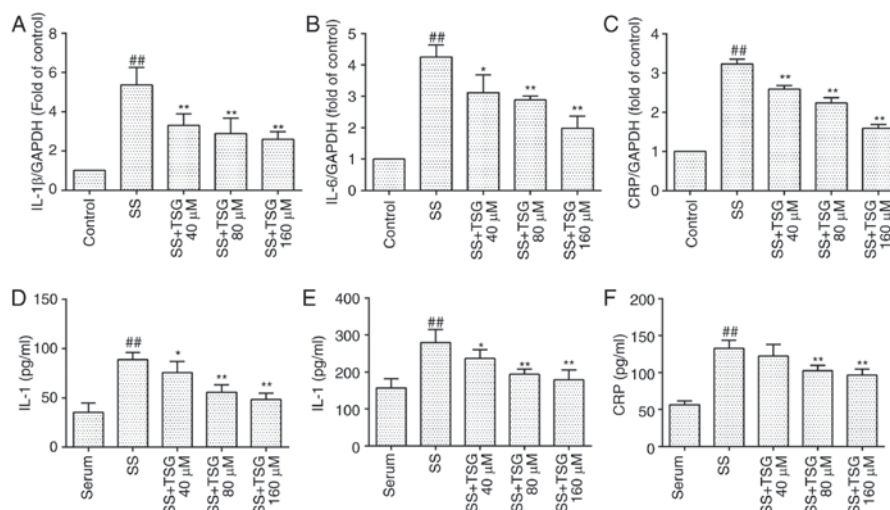 A
IL-1β/GAPDH (Fold of control)
8
6
4
2
0
##
**
**
**
Control
SS
SS+TSG
40 μM
SS+TSG
80 μM
SS+TSG
160 μM
B
IL-6/GAPDH (fold of control)
5
4
3
2
1
0
##
*
**
**
Control
SS
SS+TSG
40 μM
SS+TSG
80 μM
SS+TSG
160 μM
C
CRP/GAPDH (fold of control)
4
3
2
1
0
##
**
**
**
Control
SS
SS+TSG
40 μM
SS+TSG
80 μM
SS+TSG
160 μM
D
IL-1 (pg/ml)
150
100
50
0
##
*
**
**
Serum
SS
SS+TSG
40 μM
SS+TSG
80 μM
SS+TSG
160 μM
E
IL-1 (pg/ml)
400
300
200
100
0
##
*
**
**
Serum
SS
SS+TSG
40 μM
SS+TSG
80 μM
SS+TSG
160 μM
F
CRP (pg/ml)
200
150
100
50
0
##
**
**
Serum
SS
SS+TSG
40 μM
SS+TSG
80 μM
SS+TSG
160 μM